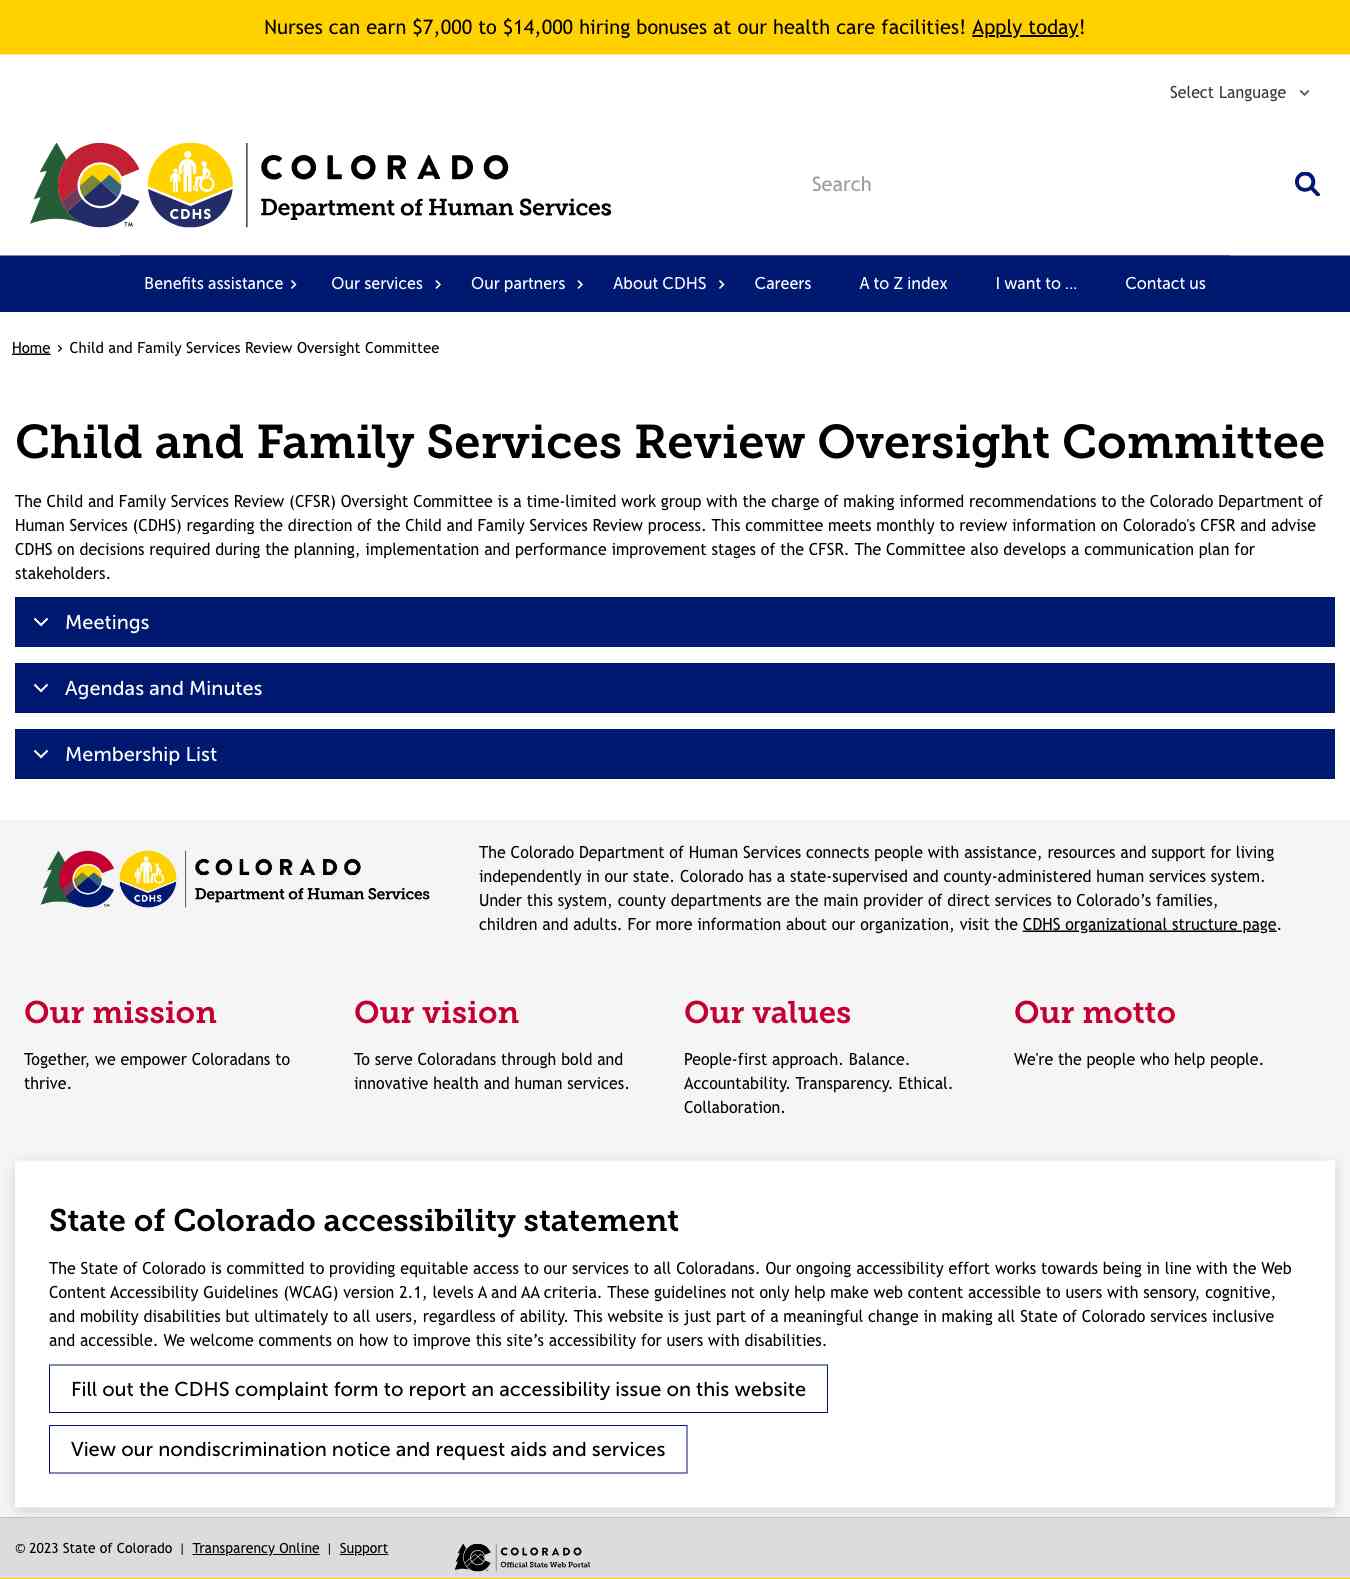 Nurses can earn $7,000 to $14,000 hiring bonuses at our health care facilities! Apply today!
Select Language
COLORADO
Department of Human Services
CDHS
TM
Search
Benefits assistance
Our services
Our partners
About CDHS
Careers
A to Z index
I want to ...
Contact us
Home › Child and Family Services Review Oversight Committee
Child and Family Services Review Oversight Committee
The Child and Family Services Review (CFSR) Oversight Committee is a time-limited work group with the charge of making informed recommendations to the Colorado Department of
Human Services (CDHS) regarding the direction of the Child and Family Services Review process. This committee meets monthly to review information on Colorado's CFSR and advise
CDHS on decisions required during the planning, implementation and performance improvement stages of the CFSR. The Committee also develops a communication plan for
stakeholders.
Meetings
Agendas and Minutes
Membership List
COLORADO
Department of Human Services
CDHS
TM
The Colorado Department of Human Services connects people with assistance, resources and support for living
independently in our state. Colorado has a state-supervised and county-administered human services system.
Under this system, county departments are the main provider of direct services to Colorado’s families,
children and adults. For more information about our organization, visit the CDHS organizational structure page.
Our mission
Together, we empower Coloradans to
thrive.
Our vision
To serve Coloradans through bold and
innovative health and human services.
Our values
People-first approach. Balance.
Accountability. Transparency. Ethical.
Collaboration.
Our motto
We're the people who help people.
State of Colorado accessibility statement
The State of Colorado is committed to providing equitable access to our services to all Coloradans. Our ongoing accessibility effort works towards being in line with the Web
Content Accessibility Guidelines (WCAG) version 2.1, levels A and AA criteria. These guidelines not only help make web content accessible to users with sensory, cognitive,
and mobility disabilities but ultimately to all users, regardless of ability. This website is just part of a meaningful change in making all State of Colorado services inclusive
and accessible. We welcome comments on how to improve this site’s accessibility for users with disabilities.
Fill out the CDHS complaint form to report an accessibility issue on this website
View our nondiscrimination notice and request aids and services
© 2023 State of Colorado | Transparency Online | Support
COLORADO
Official State Web Portal